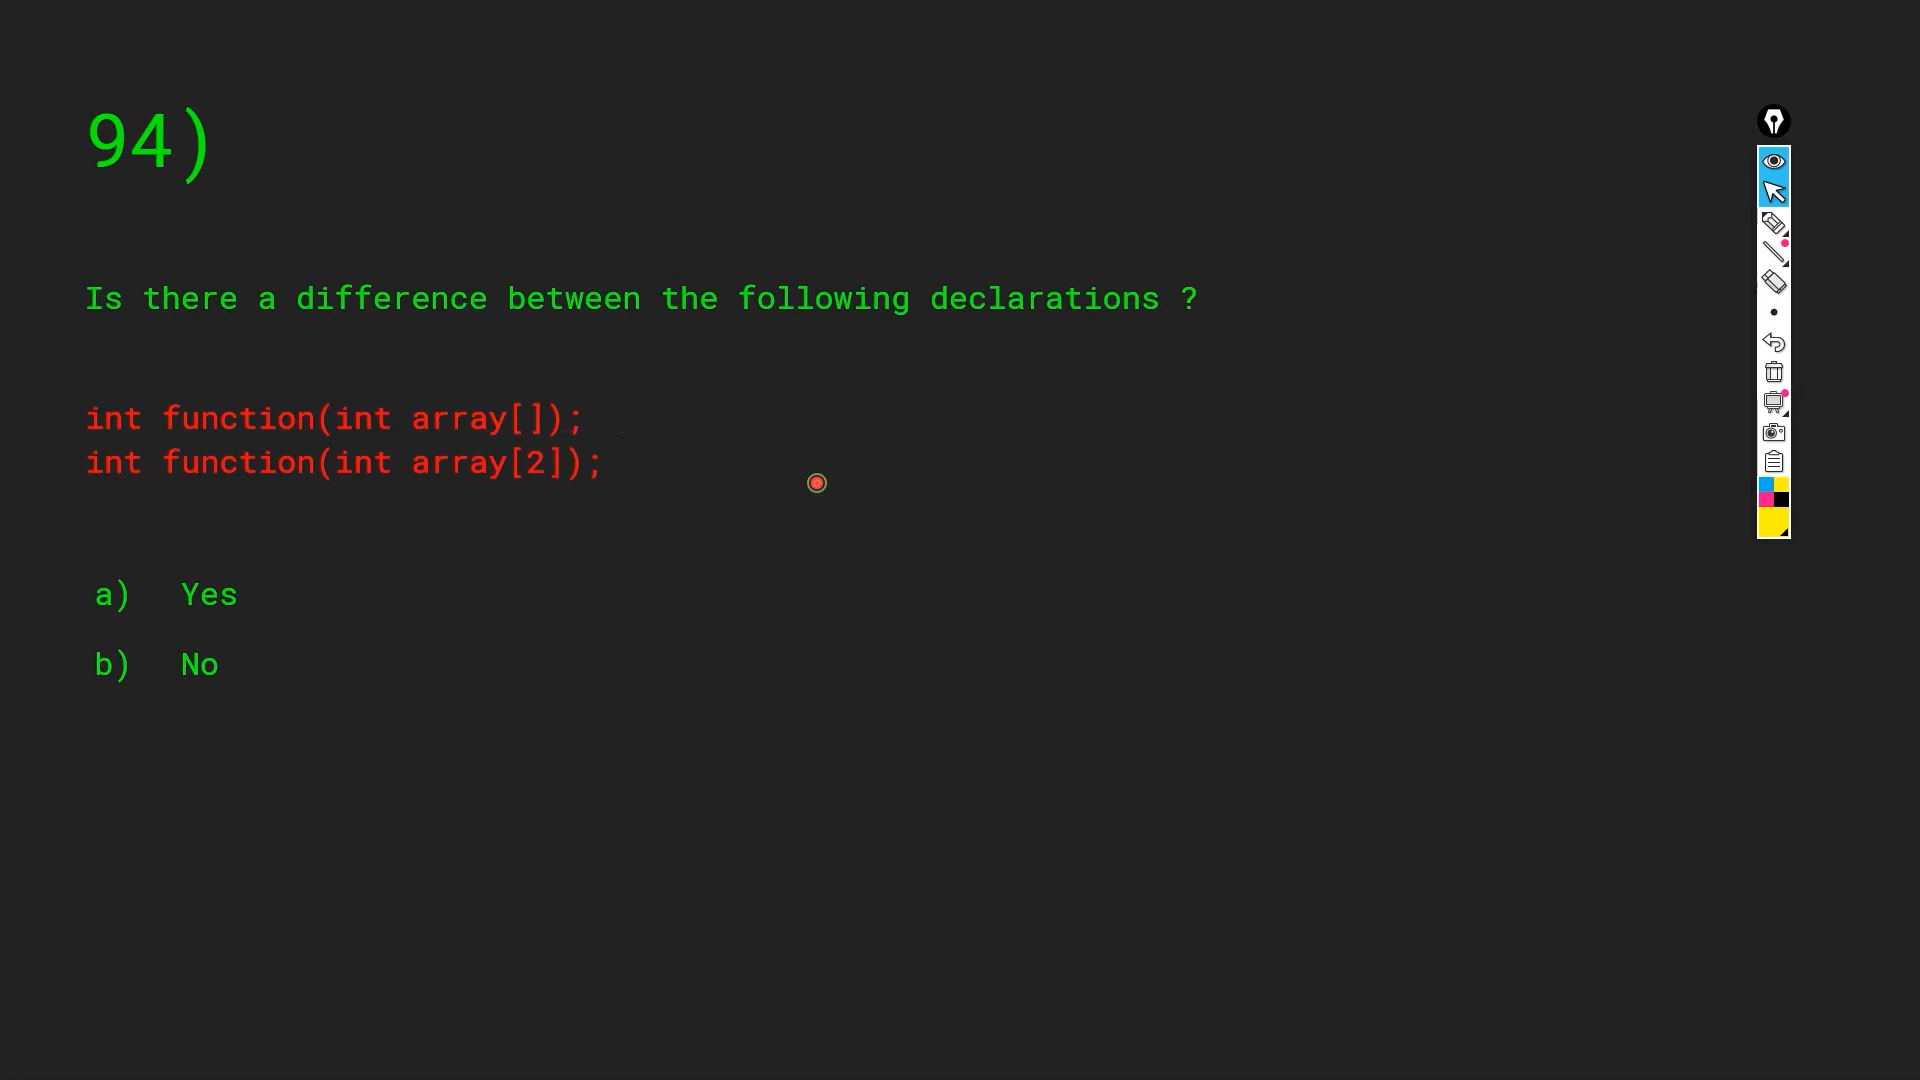 94)
Is there a difference between the following declarations ?
int function(int array[]);
int function(int array[2]);
a) Yes
b) No